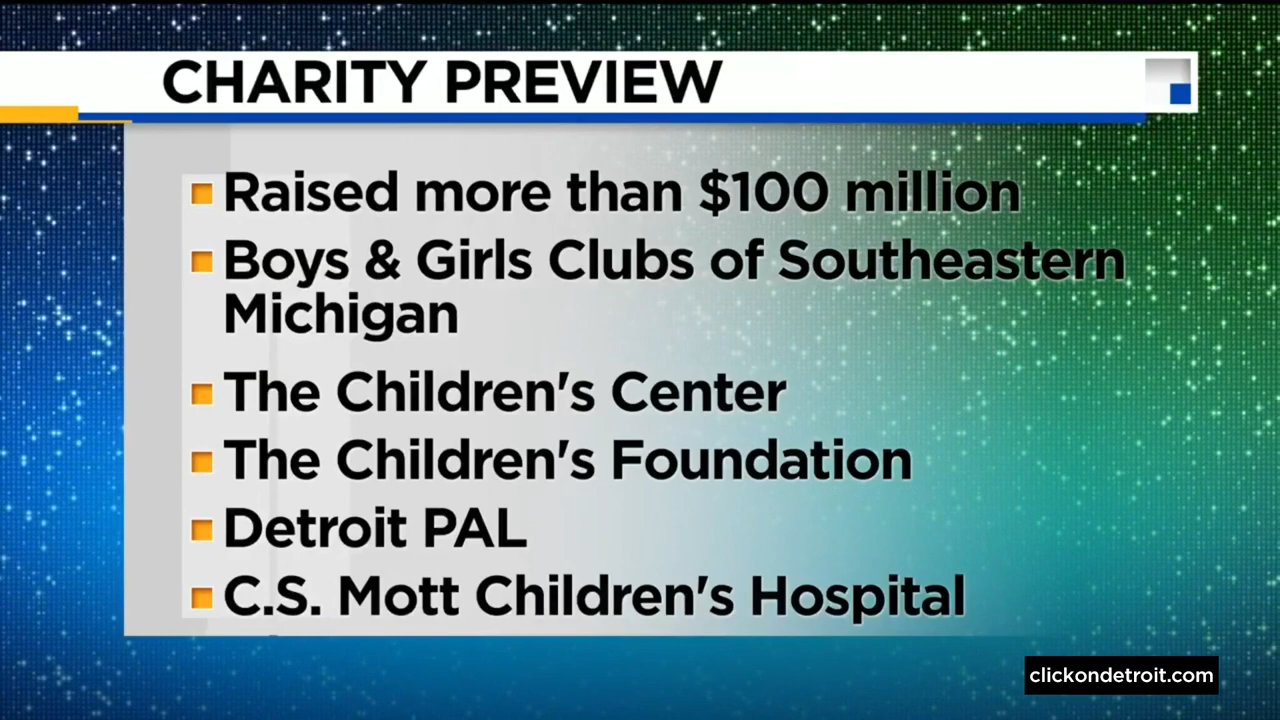 CHARITY PREVIEW
Raised more than $100 million
Boys & Girls Clubs of Southeastern
Michigan
The Children's Center
The Children's Foundation
Detroit PAL
C.S. Mott Children's Hospital
clickondetroit.com